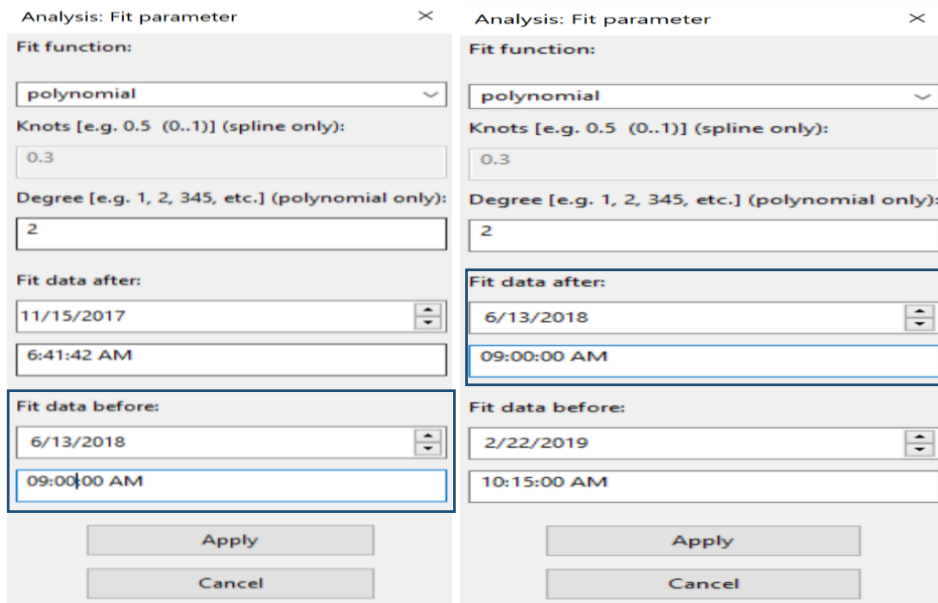 Analysis: Fit parameter
Fit function:
polynomial
Knots [e.g. 0.5 (0..1)] (spline only):
0.3
Degree [e.g. 1, 2, 345, etc.] (polynomial only):
2
Fit data after:
11/15/2017
6:41:42 AM
Fit data before:
6/13/2018
09:00:00 AM
Apply
Cancel
Analysis: Fit parameter
Fit function:
polynomial
Knots [e.g. 0.5 (0..1)] (spline only):
0.3
Degree [e.g. 1, 2, 345, etc.] (polynomial only):
2
Fit data after:
6/13/2018
09:00:00 AM
Fit data before:
2/22/2019
10:15:00 AM
Apply
Cancel